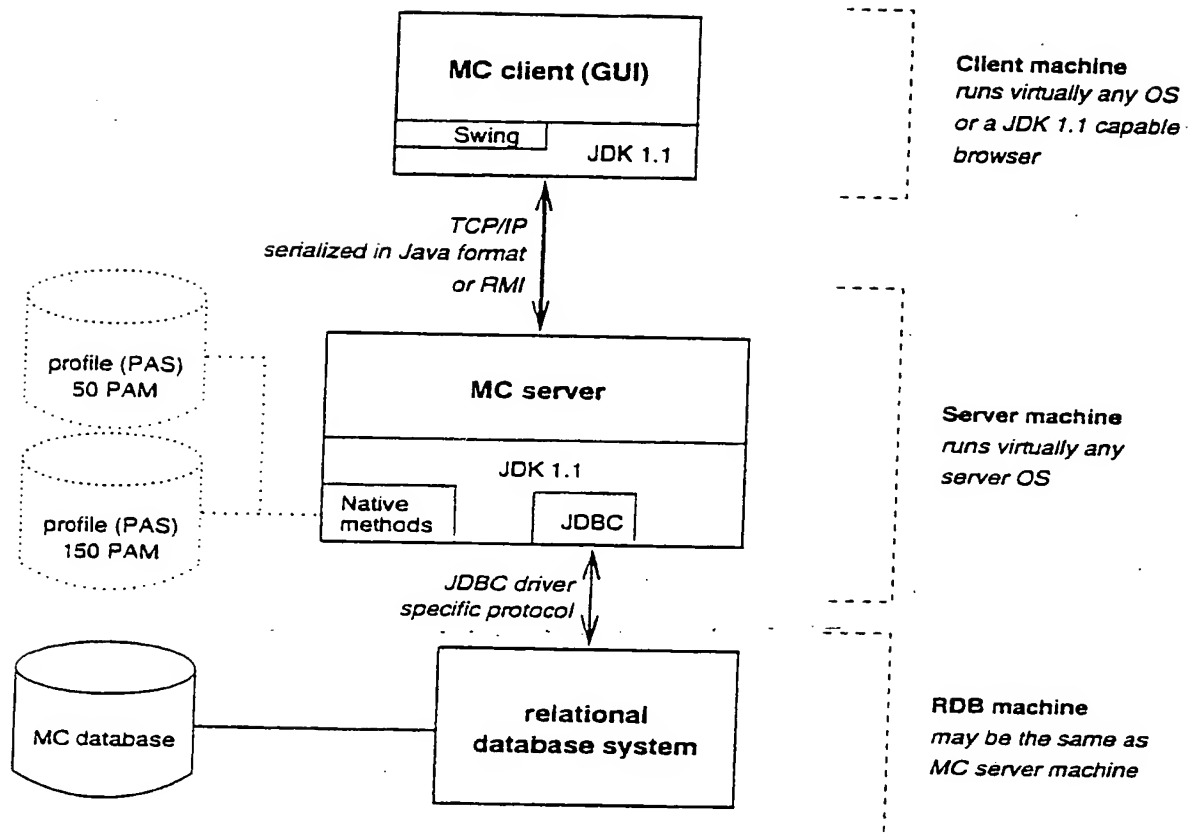 MC client (GUI)
Swing
JDK 1.1
Client machine
runs virtually any OS
or a JDK 1.1 capable
browser
TCP/IP
serialized in Java format
or RMI
profile (PAS)
50 PAM
profile (PAS)
150 PAM
MC server
JDK 1.1
Native
methods
JDBC
Server machine
runs virtually any
server OS
JDBC driver
specific protocol
MC database
relational
database system
RDB machine
may be the same as
MC server machine